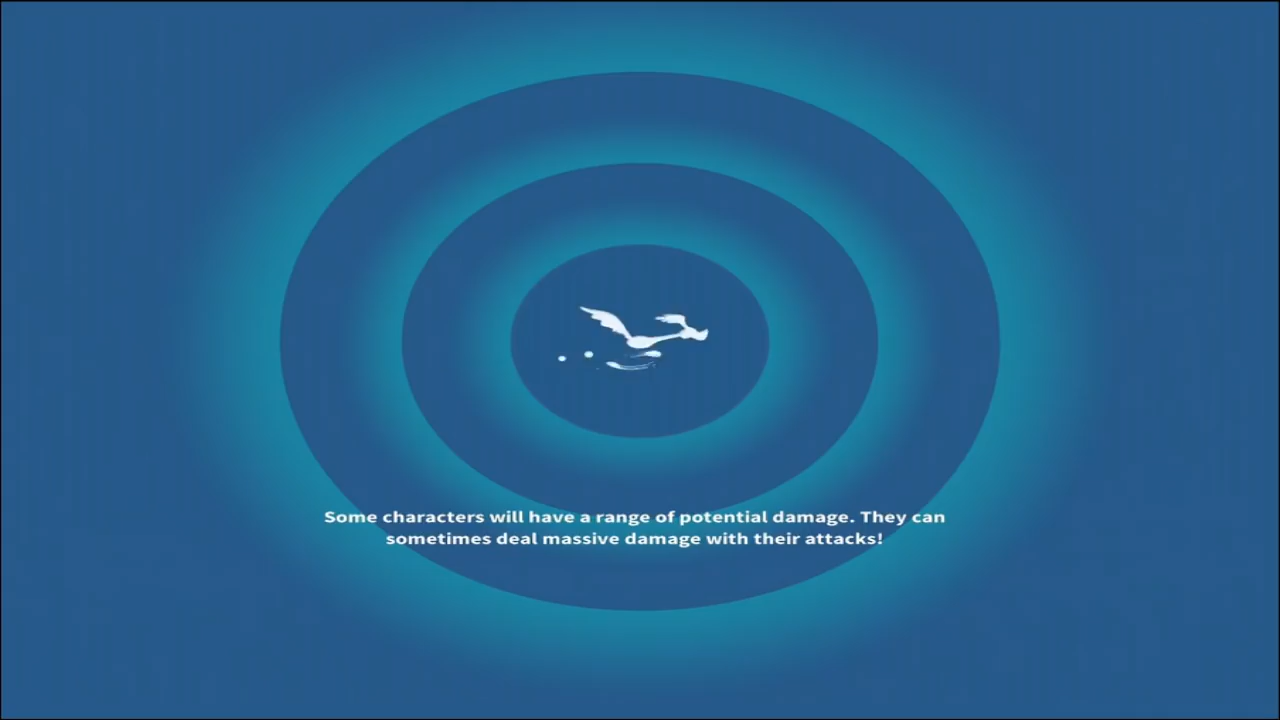 Some characters will have a range of potential damage. They can
sometimes deal massive damage with their attacks!